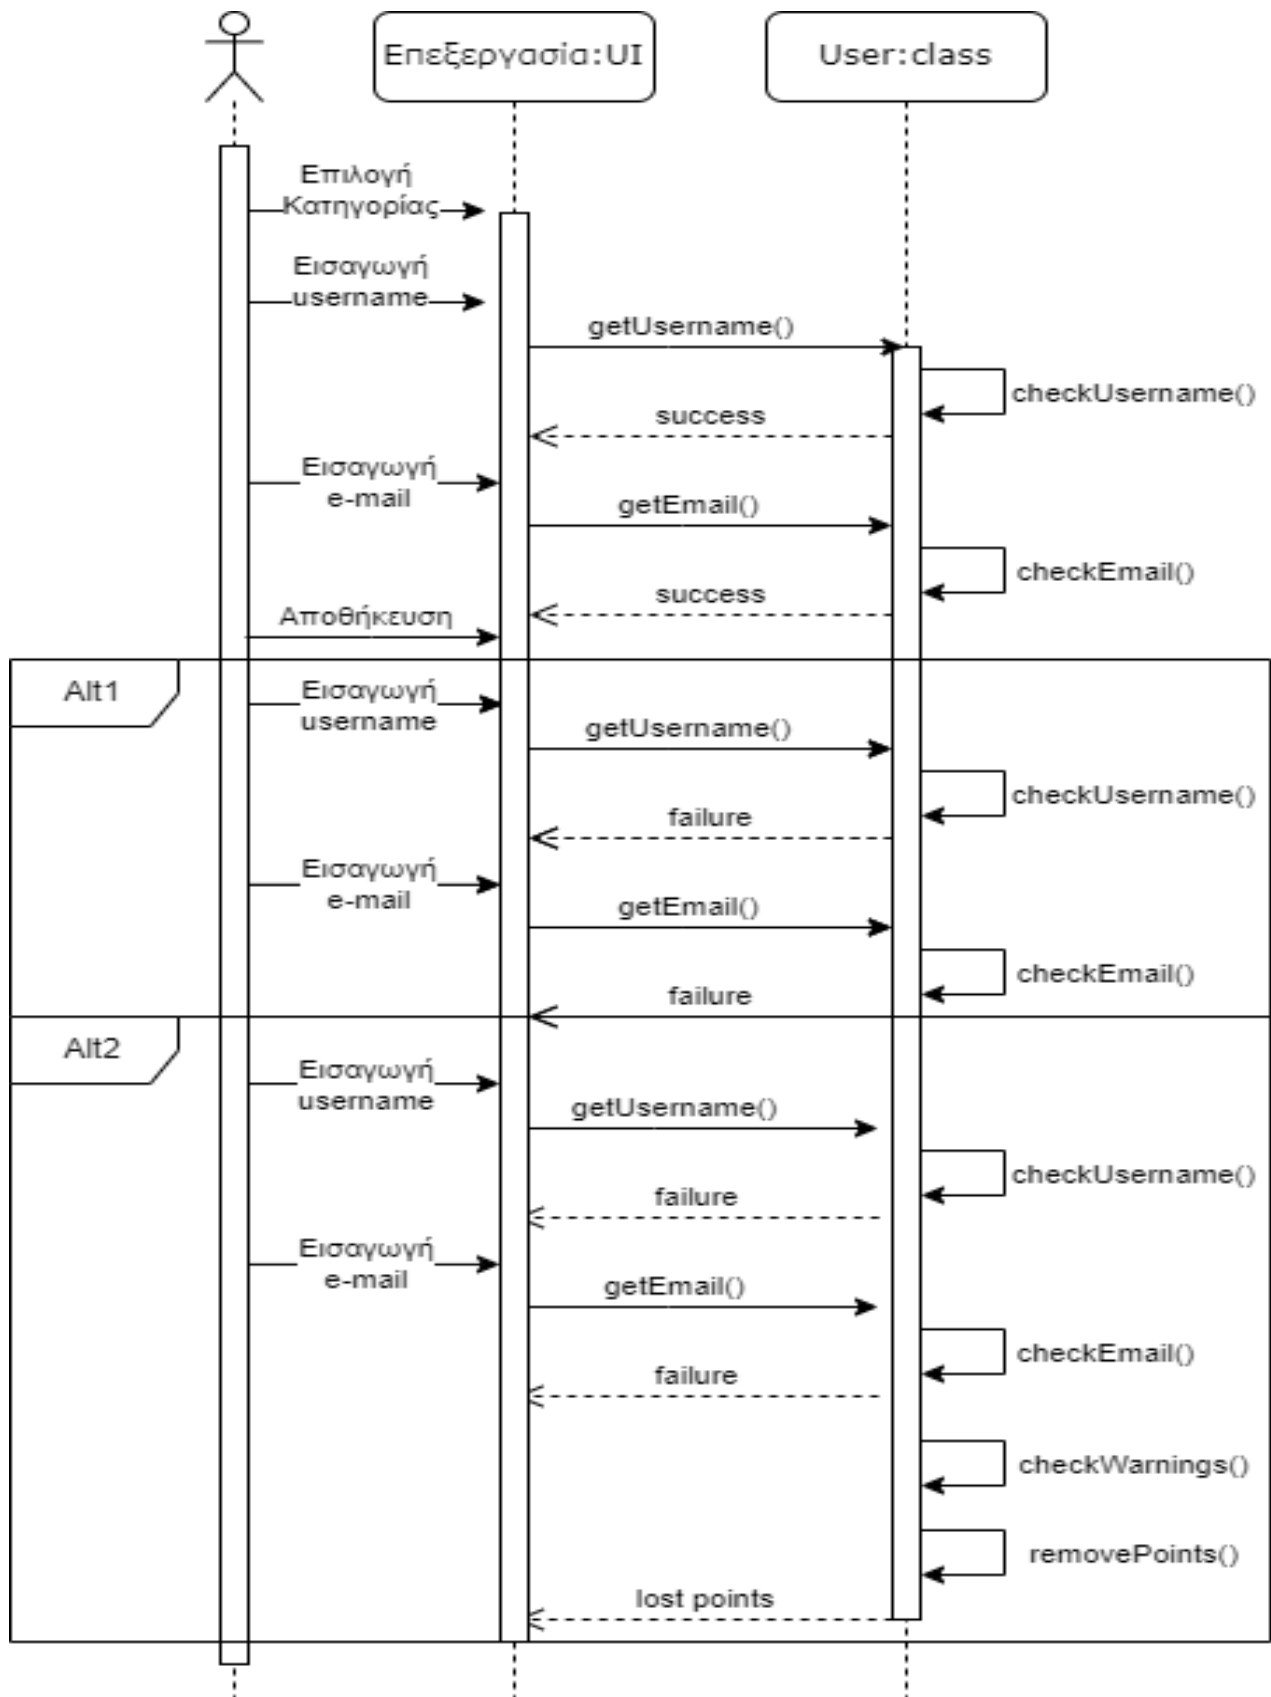 Επεξεργασία:UI
User:class
Επιλογή
Κατηγορίας
Εισαγωγή
username
getUsername()
checkUsername()
success
Εισαγωγή
e-mail
getEmail()
checkEmail()
success
Αποθήκευση
Alt1
Εισαγωγή
username
getUsername()
checkUsername()
failure
Εισαγωγή
e-mail
getEmail()
checkEmail()
failure
Alt2
Εισαγωγή
username
getUsername()
checkUsername()
failure
Εισαγωγή
e-mail
getEmail()
checkEmail()
failure
checkWarnings()
removePoints()
lost points